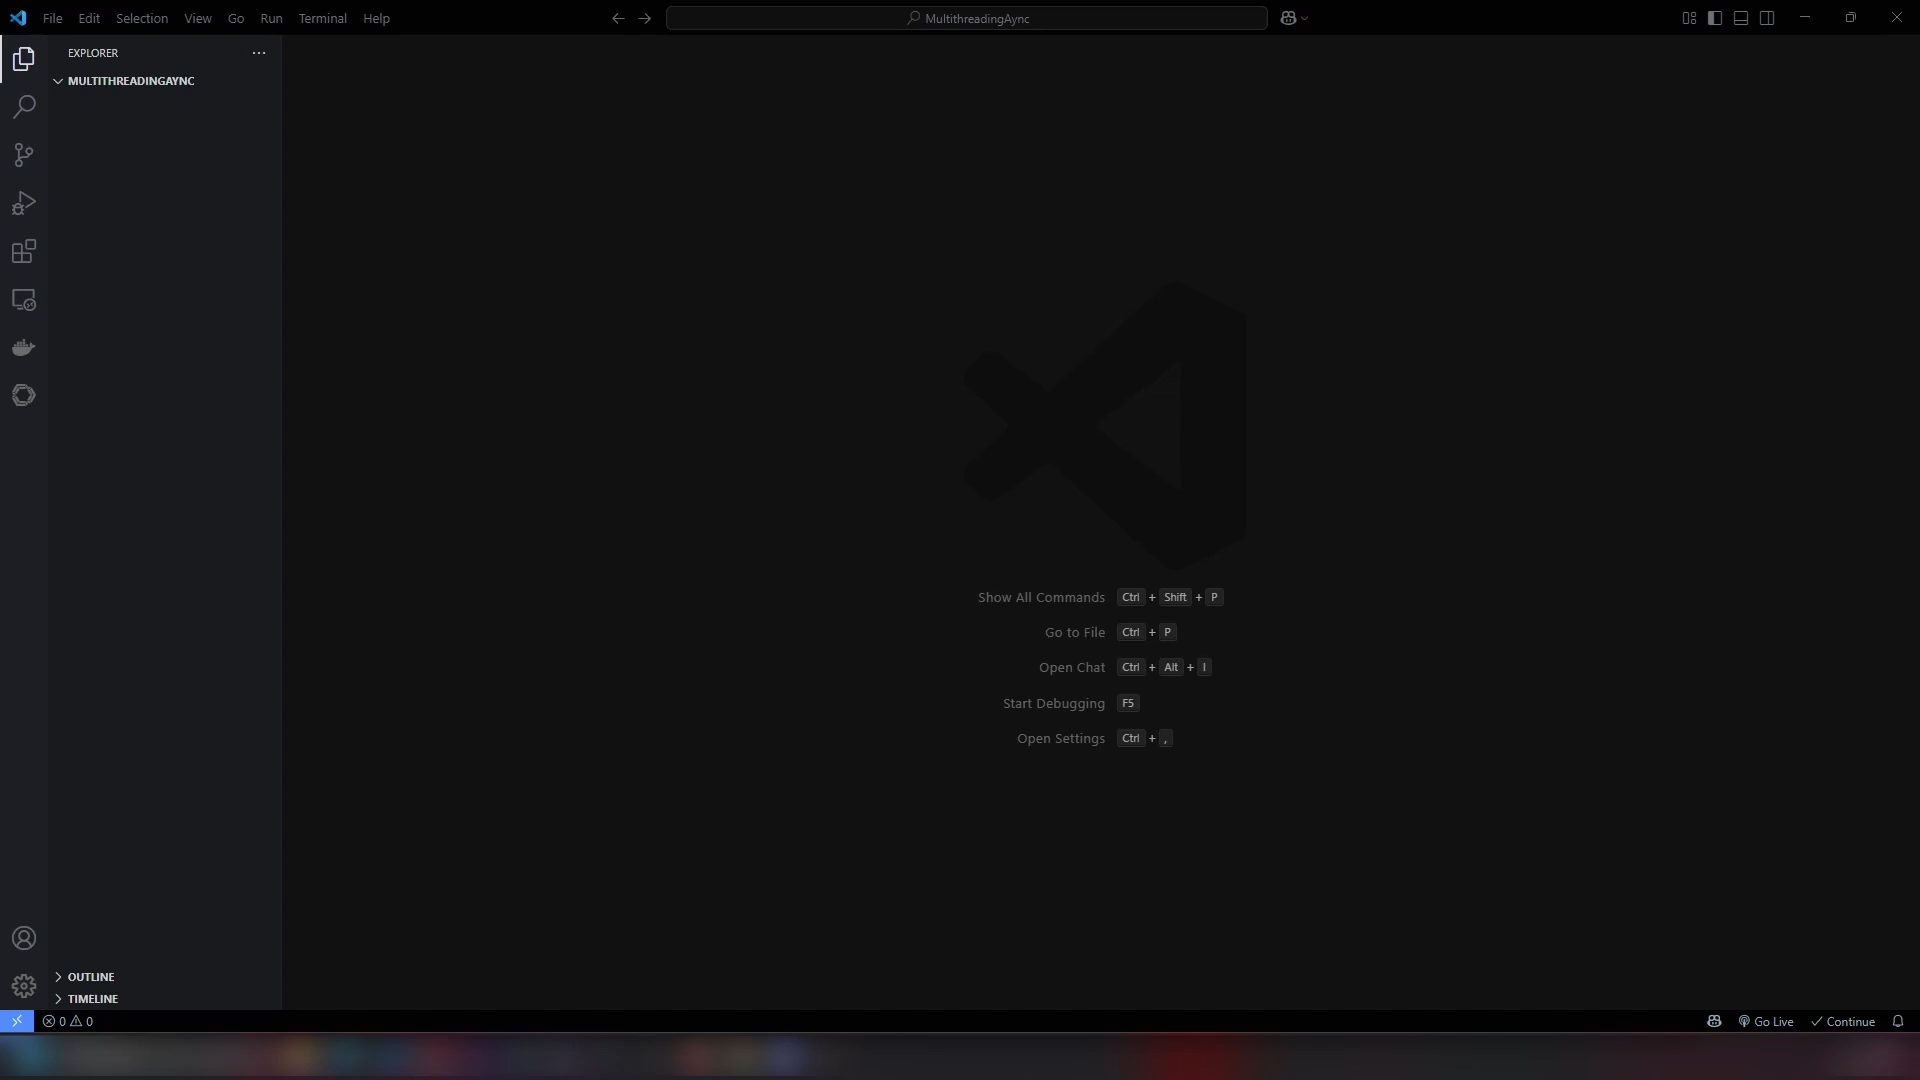 File Edit Selection View Go Run Terminal Help
MultithreadingAync
EXPLORER
MULTITHREADINGAYNC
Show All Commands Ctrl + Shift + P
Go to File Ctrl + P
Open Chat Ctrl + Alt + I
Start Debugging F5
Open Settings Ctrl + ,
OUTLINE
TIMELINE
0 0 Go Live Continue